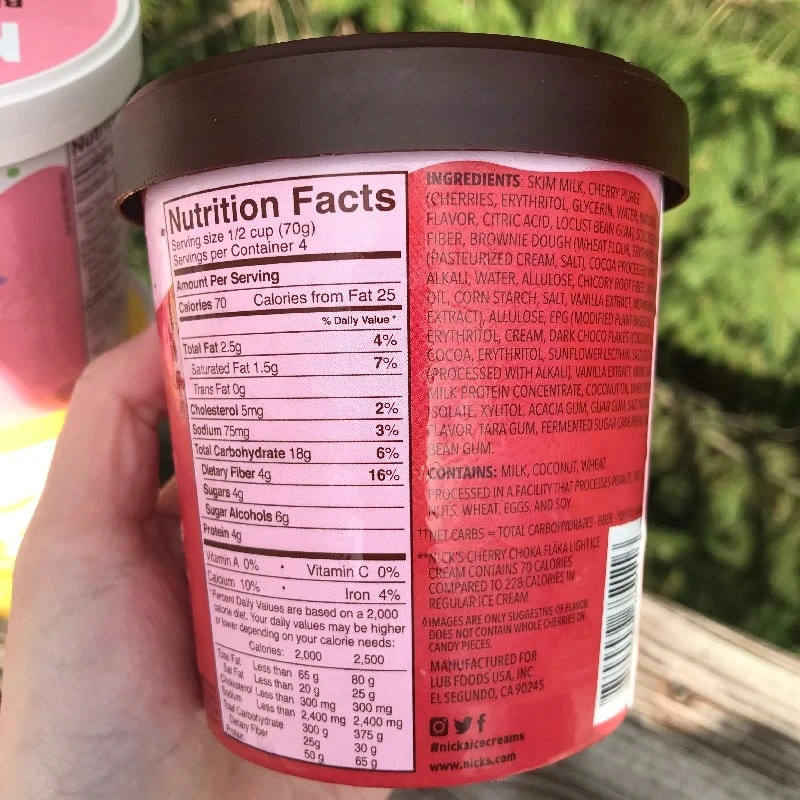 Nutrition Facts
Serving size 1/2 cup (70g)
Servings per Container 4
Amount Per Serving
Calories 70 Calories from Fat 25
% Daily Value *
Total Fat 2.5g 4%
Saturated Fat 1.5g 7%
Trans Fat 0g
Cholesterol 5mg 2%
Sodium 75mg 3%
Total Carbohydrate 18g 6%
Dietary Fiber 4g 16%
Sugars 4g
Sugar Alcohols 6g
Protein 4g
Vitamin A 0% • Vitamin C 0%
Calcium 10% • Iron 4%
*Percent Daily Values are based on a 2,000
calorie diet. Your daily values may be higher
or lower depending on your calorie needs:
Calories: 2,000 2,500
Total Fat Less than 65 g 80 g
Sat Fat Less than 20 g 25 g
Cholesterol Less than 300 mg 300 mg
Sodium Less than 2,400 mg 2,400 mg
Total Carbohydrate 300 g 375 g
Dietary Fiber 25g 30 g
Protein 50 g 65 g
INGREDIENTS: SKIM MILK, CHERRY PUREE
(CHERRIES, ERYTHRITOL, GLYCERIN, WATER,
FLAVOR, CITRIC ACID, LOCUST BEAN GUM),
FIBER, BROWNIE DOUGH (WHEAT FLOUR,
(PASTEURIZED CREAM, SALT), COCOA PROCESSED
ALKALI, WATER, ALLULOSE, CHICORY ROOT FIBER,
OIL, CORN STARCH, SALT, VANILLA EXTRACT,
EXTRACT), ALLULOSE, EPG (MODIFIED PLANT-BASED
ERYTHRITOL, CREAM, DARK CHOCO FLAKES
COCOA, ERYTHRITOL, SUNFLOWER LECITHIN,
(PROCESSED WITH ALKALI), VANILLA EXTRACT,
MILK PROTEIN CONCENTRATE, COCONUT OIL, WHEY
ISOLATE, XYLITOL, ACACIA GUM, GUAR GUM,
FLAVOR, TARA GUM, FERMENTED SUGAR
BEAN GUM.
CONTAINS: MILK, COCONUT, WHEAT
PROCESSED IN A FACILITY THAT PROCESSES PEANUTS,
NUTS, WHEAT, EGGS, AND SOY.
††NET CARBS = TOTAL CARBOHYDRATES - FIBER
**NICK'S CHERRY CHOKA FLÄKA LIGHT ICE
CREAM CONTAINS 70 CALORIES
COMPARED TO 228 CALORIES IN
REGULAR ICE CREAM.
◊IMAGES ARE ONLY SUGGESTIVE OF FLAVOR
DOES NOT CONTAIN WHOLE CHERRIES OR
CANDY PIECES.
MANUFACTURED FOR
LUB FOODS USA, INC
EL SEGUNDO, CA 90245
#nicksicecreams
www.nicks.com